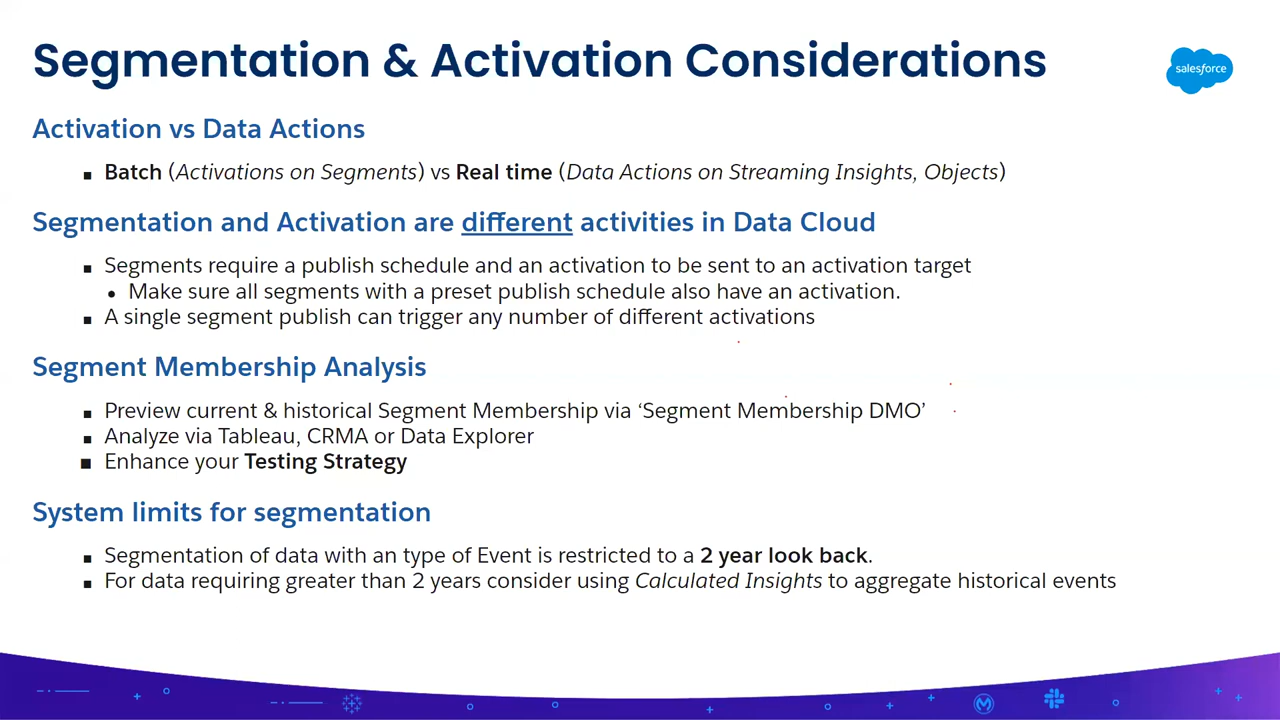 Segmentation & Activation Considerations
salesforce
Activation vs Data Actions
▪ Batch (Activations on Segments) vs Real time (Data Actions on Streaming Insights, Objects)
Segmentation and Activation are different activities in Data Cloud
▪ Segments require a publish schedule and an activation to be sent to an activation target
• Make sure all segments with a preset publish schedule also have an activation.
▪ A single segment publish can trigger any number of different activations
Segment Membership Analysis
▪ Preview current & historical Segment Membership via ‘Segment Membership DMO’
▪ Analyze via Tableau, CRMA or Data Explorer
▪ Enhance your Testing Strategy
System limits for segmentation
▪ Segmentation of data with an type of Event is restricted to a 2 year look back.
▪ For data requiring greater than 2 years consider using Calculated Insights to aggregate historical events